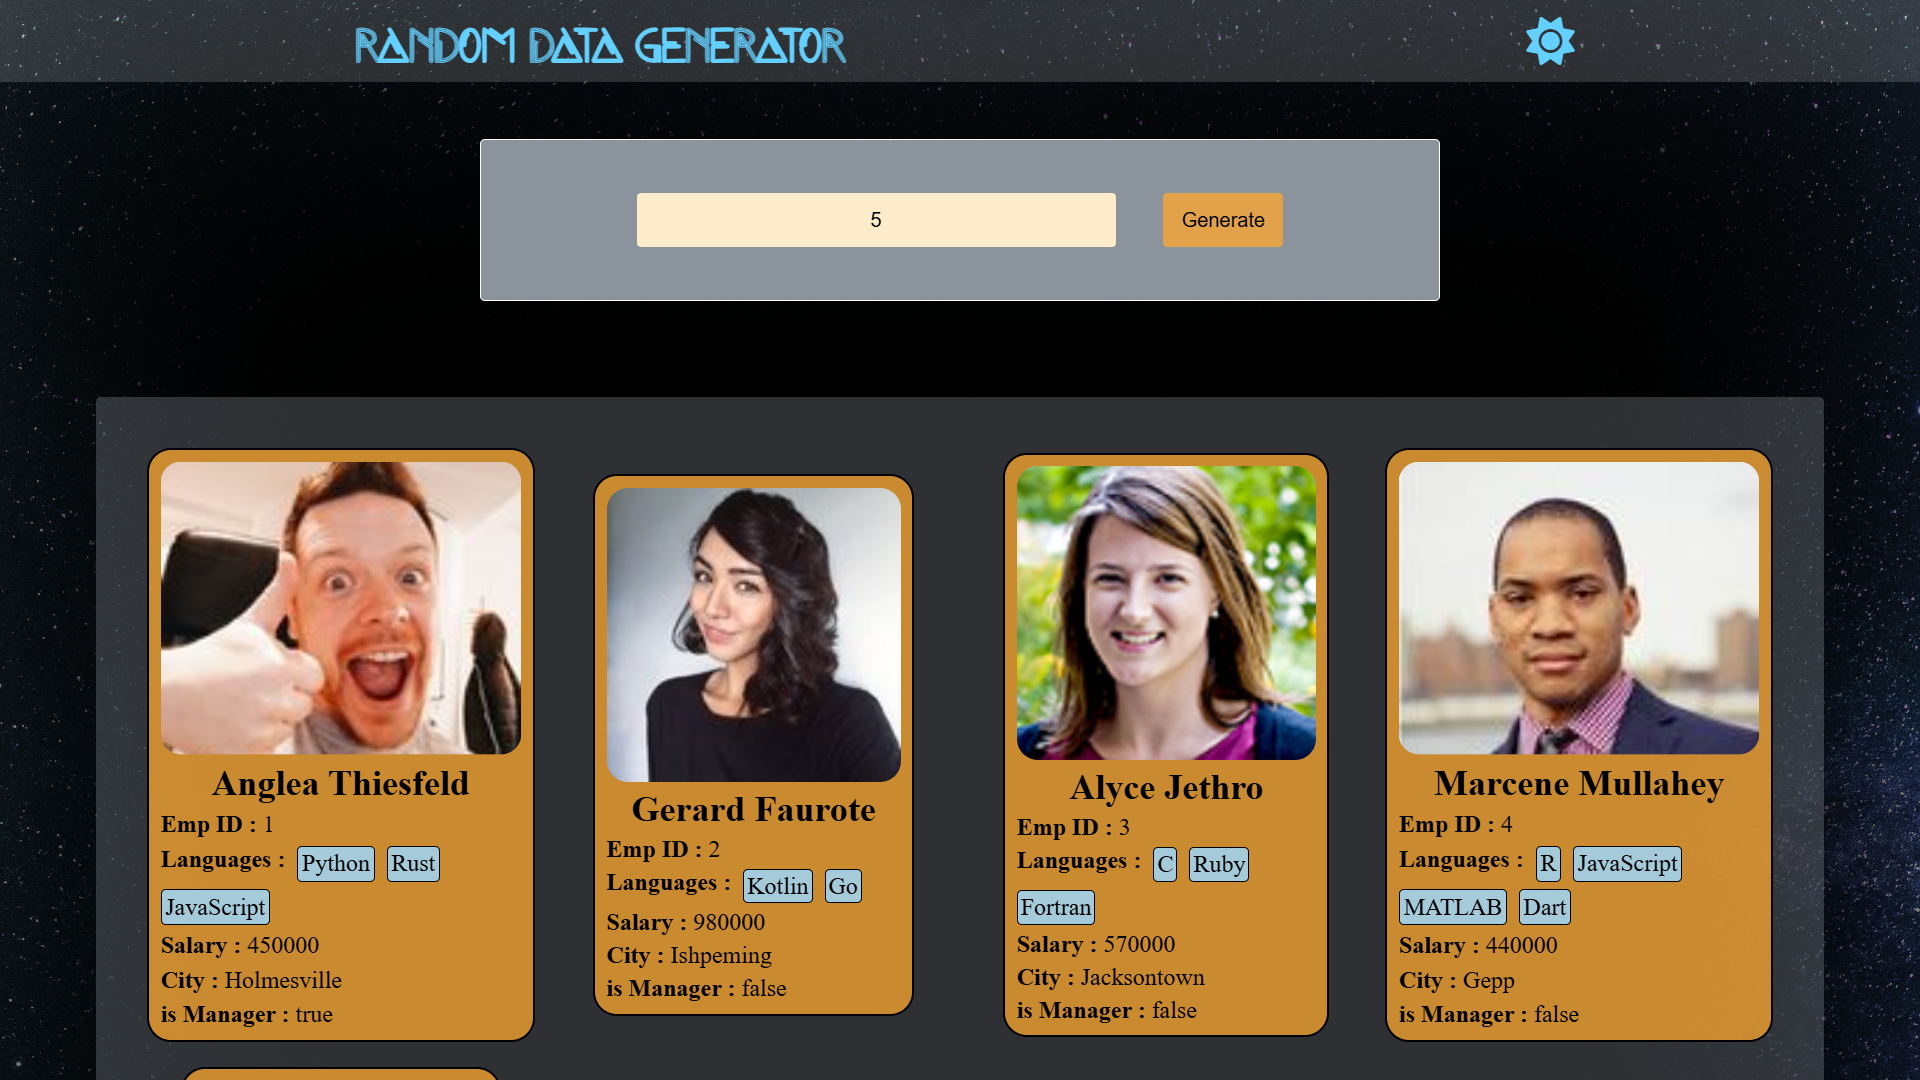 RANDOM DATA GENERATOR
5
Generate
Anglea Thiesfeld
Emp ID : 1
Languages : Python Rust
JavaScript
Salary : 450000
City : Holmesville
is Manager : true
Gerard Faurote
Emp ID : 2
Languages : Kotlin Go
Salary : 980000
City : Ishpeming
is Manager : false
Alyce Jethro
Emp ID : 3
Languages : C Ruby
Fortran
Salary : 570000
City : Jacksontown
is Manager : false
Marcene Mullahey
Emp ID : 4
Languages : R JavaScript
MATLAB Dart
Salary : 440000
City : Gepp
is Manager : false